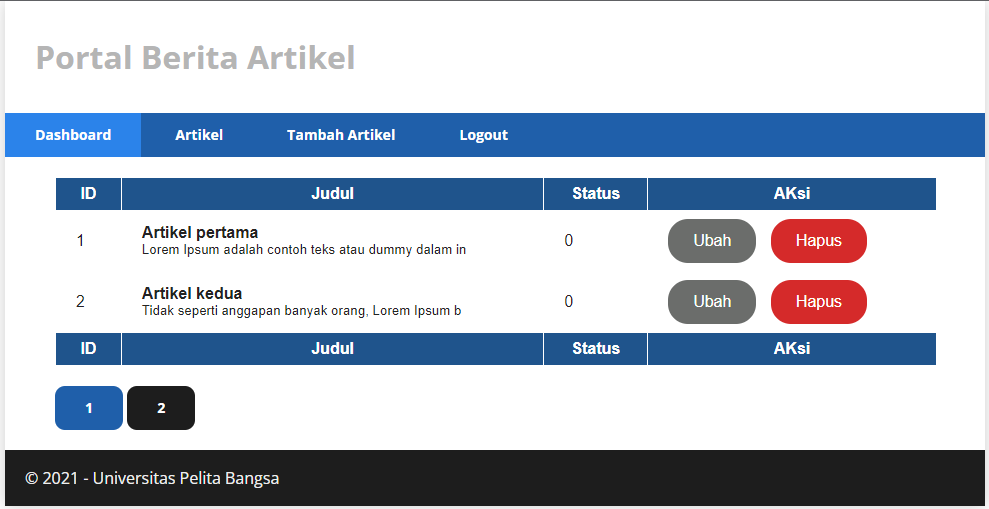 Portal Berita Artikel
Dashboard Artikel Tambah Artikel Logout
ID Judul Status AKsi
1 Artikel pertama 0 Ubah Hapus
Lorem Ipsum adalah contoh teks atau dummy dalam in
2 Artikel kedua 0 Ubah Hapus
Tidak seperti anggapan banyak orang, Lorem Ipsum b
ID Judul Status AKsi
1 2
© 2021 - Universitas Pelita Bangsa